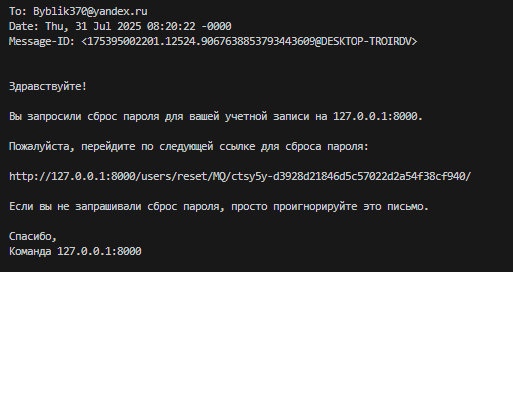 To: Byblik370@yandex.ru
Date: Thu, 31 Jul 2025 08:20:22 -0000
Message-ID: <175395002201.12524.9067638853793443609@DESKTOP-TROIRDV>
Здравствуйте!
Вы запросили сброс пароля для вашей учетной записи на 127.0.0.1:8000.
Пожалуйста, перейдите по следующей ссылке для сброса пароля:
http://127.0.0.1:8000/users/reset/MQ/ctsy5y-d3928d21846d5c57022d2a54f38cf940/
Если вы не запрашивали сброс пароля, просто проигнорируйте это письмо.
Спасибо,
Команда 127.0.0.1:8000